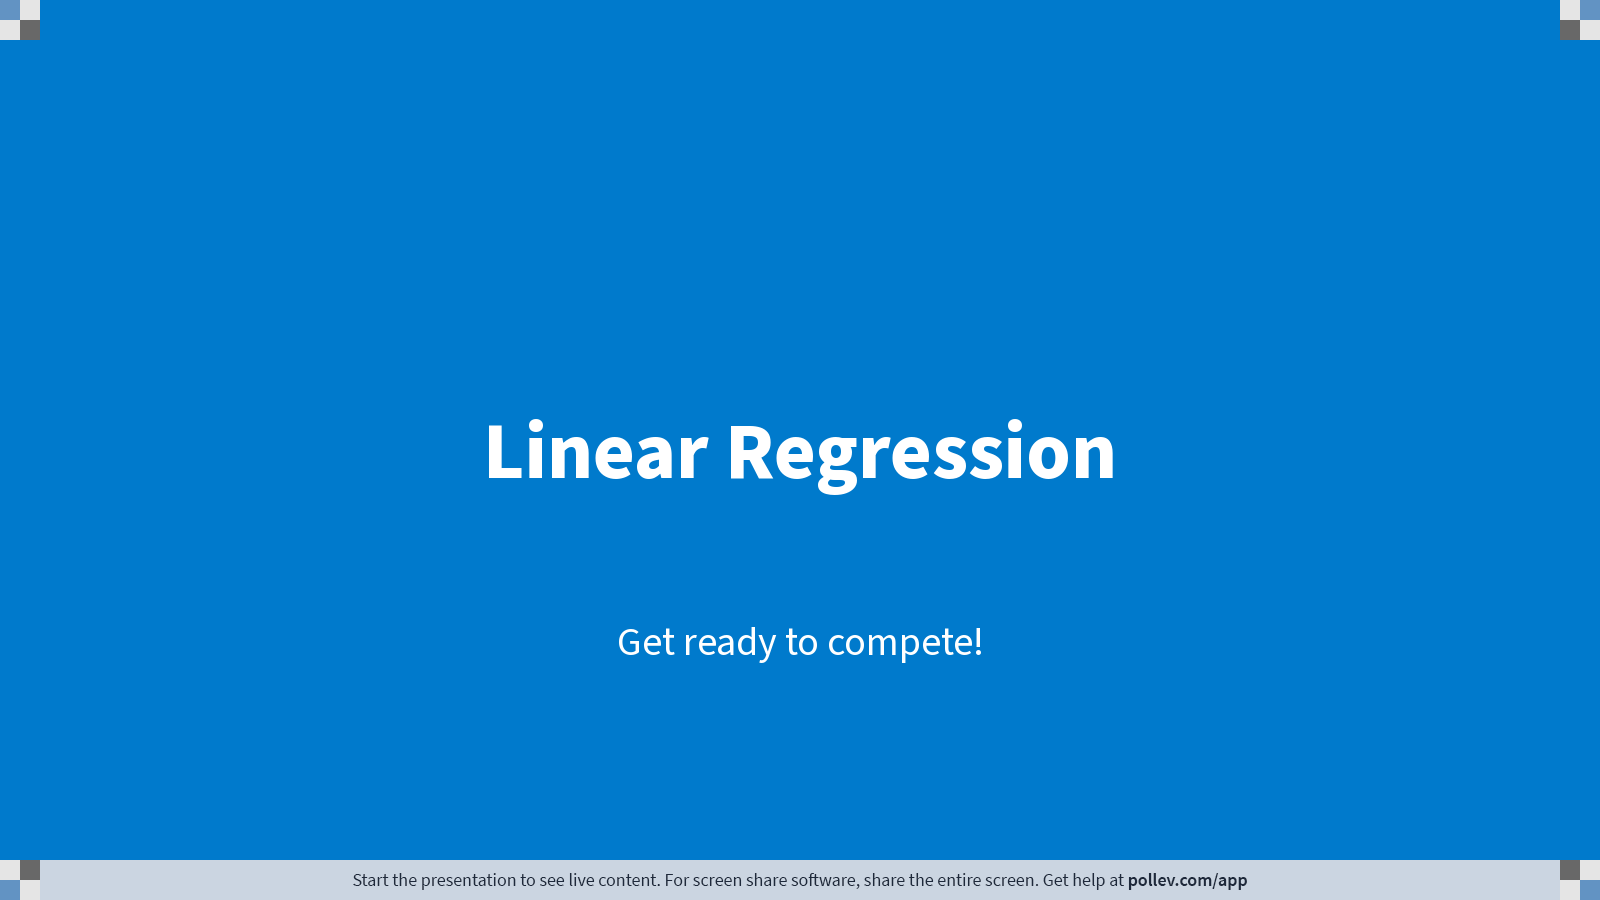 Linear Regression
Get ready to compete!
Start the presentation to see live content. For screen share software, share the entire screen. Get help at pollev.com/app